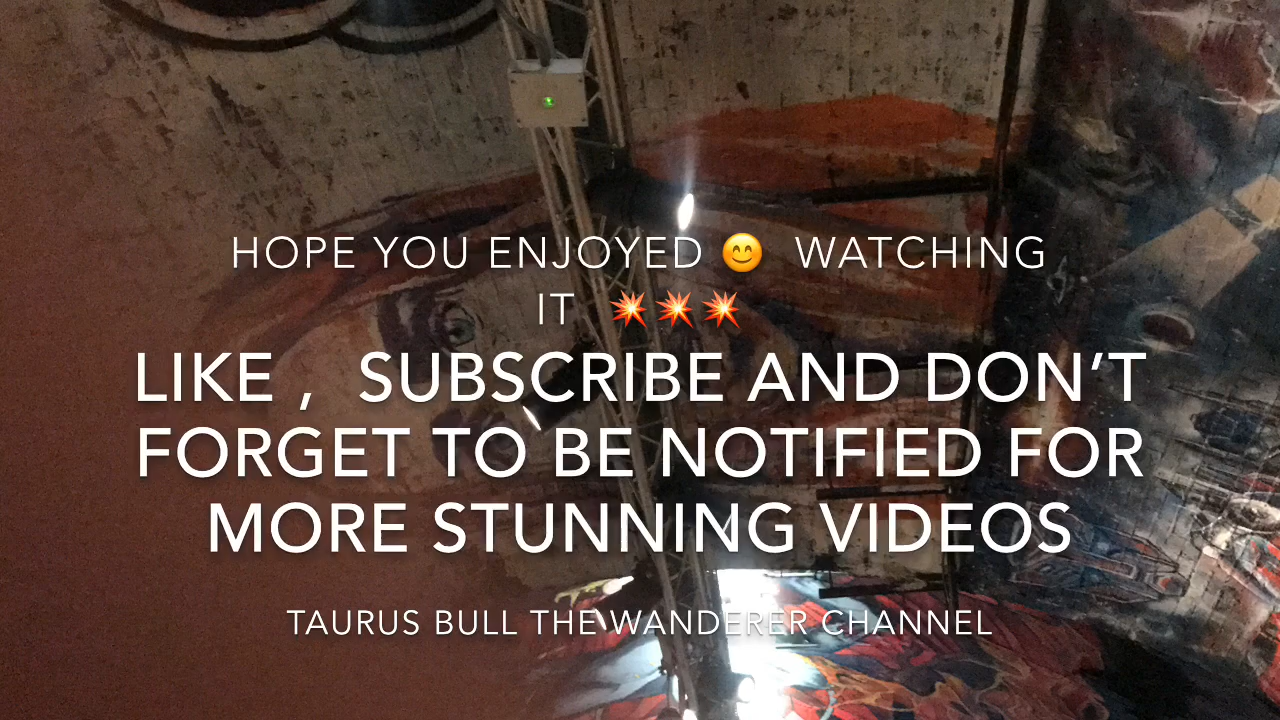 HOPE YOU ENJOYED 😊 WATCHING
IT 💥💥💥
LIKE , SUBSCRIBE AND DON’T
FORGET TO BE NOTIFIED FOR
MORE STUNNING VIDEOS
TAURUS BULL THE WANDERER CHANNEL